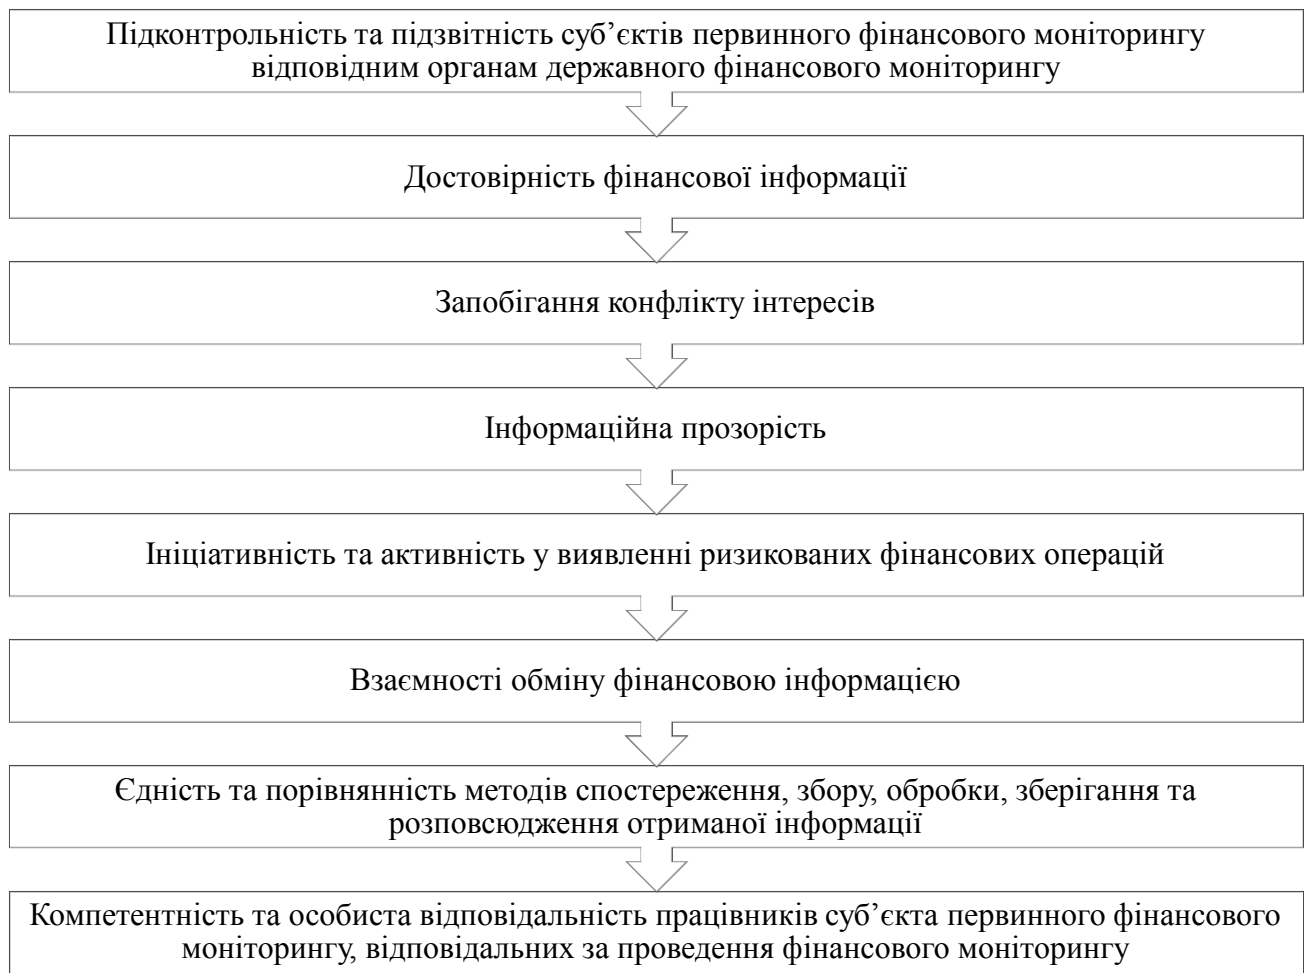 Підконтрольність та підзвітність суб’єктів первинного фінансового моніторингу
відповідним органам державного фінансового моніторингу
Достовірність фінансової інформації
Запобігання конфлікту інтересів
Інформаційна прозорість
Ініціативність та активність у виявленні ризикованих фінансових операцій
Взаємності обміну фінансовою інформацією
Єдність та порівнянність методів спостереження, збору, обробки, зберігання та
розповсюдження отриманої інформації
Компетентність та особиста відповідальність працівників суб’єкта первинного фінансового
моніторингу, відповідальних за проведення фінансового моніторингу